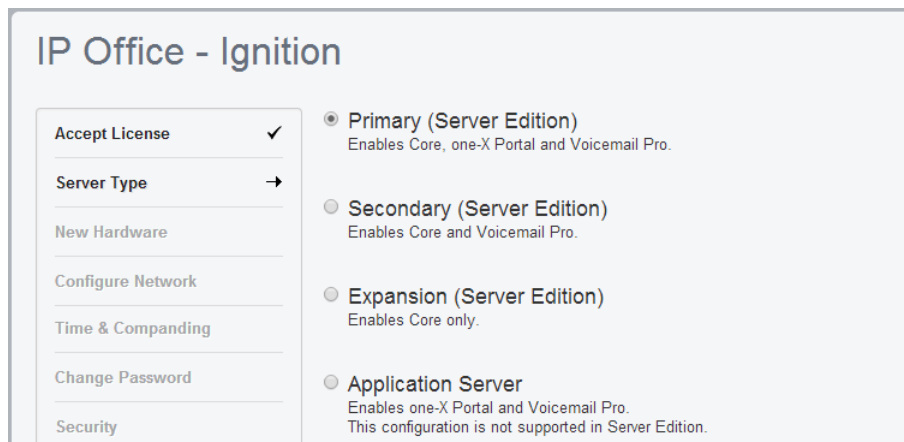 IP Office - Ignition
Accept License
Server Type
New Hardware
Configure Network
Time & Companding
Change Password
Security
Primary (Server Edition)
Enables Core, one-X Portal and Voicemail Pro.
Secondary (Server Edition)
Enables Core and Voicemail Pro.
Expansion (Server Edition)
Enables Core only.
Application Server
Enables one-X Portal and Voicemail Pro.
This configuration is not supported in Server Edition.